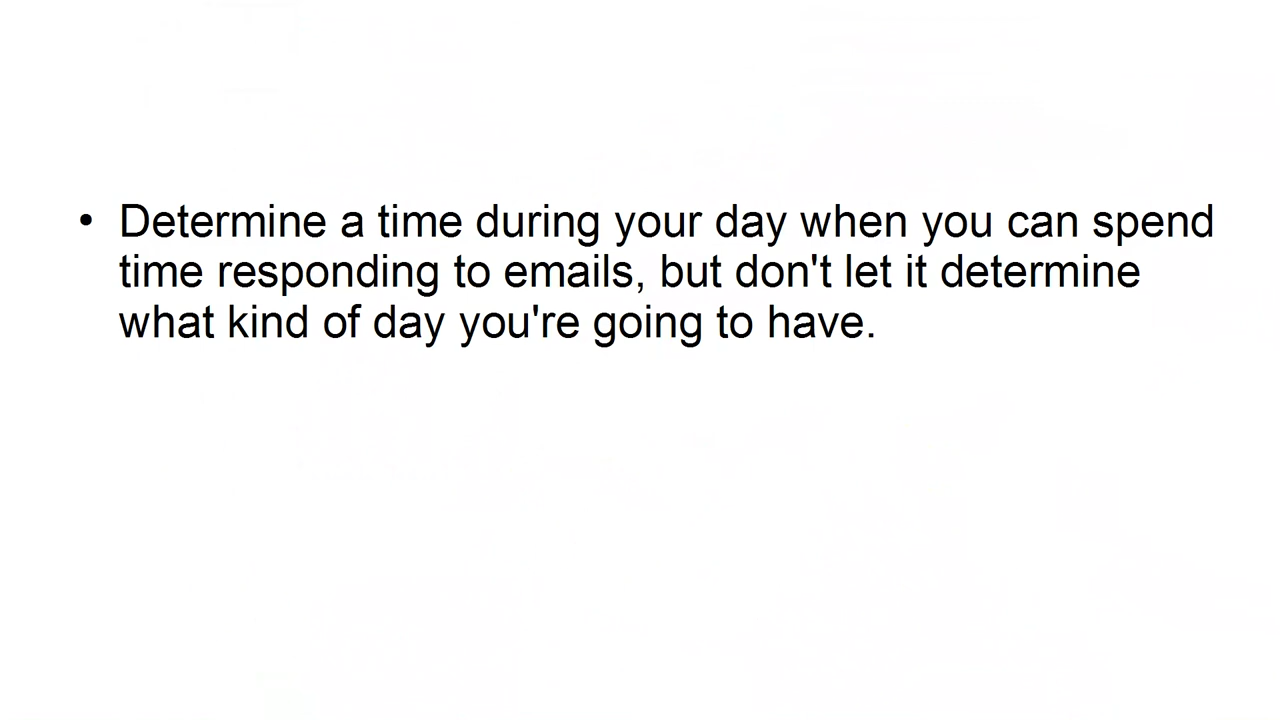 • Determine a time during your day when you can spend
time responding to emails, but don't let it determine
what kind of day you're going to have.